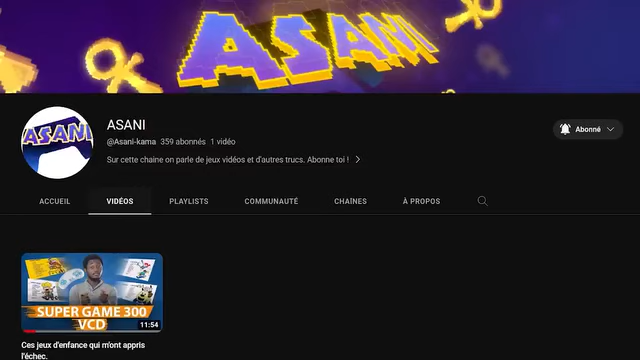 ASANI
ASANI
ASANI
@Asani-kama 359 abonnés 1 vidéo
Abonné
Sur cette chaine on parle de jeux vidéos et d'autres trucs. Abonne toi !
ACCUEIL VIDÉOS PLAYLISTS COMMUNAUTÉ CHAÎNES À PROPOS
SUPER GAME 300
VCD
11:54
Ces jeux d'enfance qui m'ont appris
l'échec.